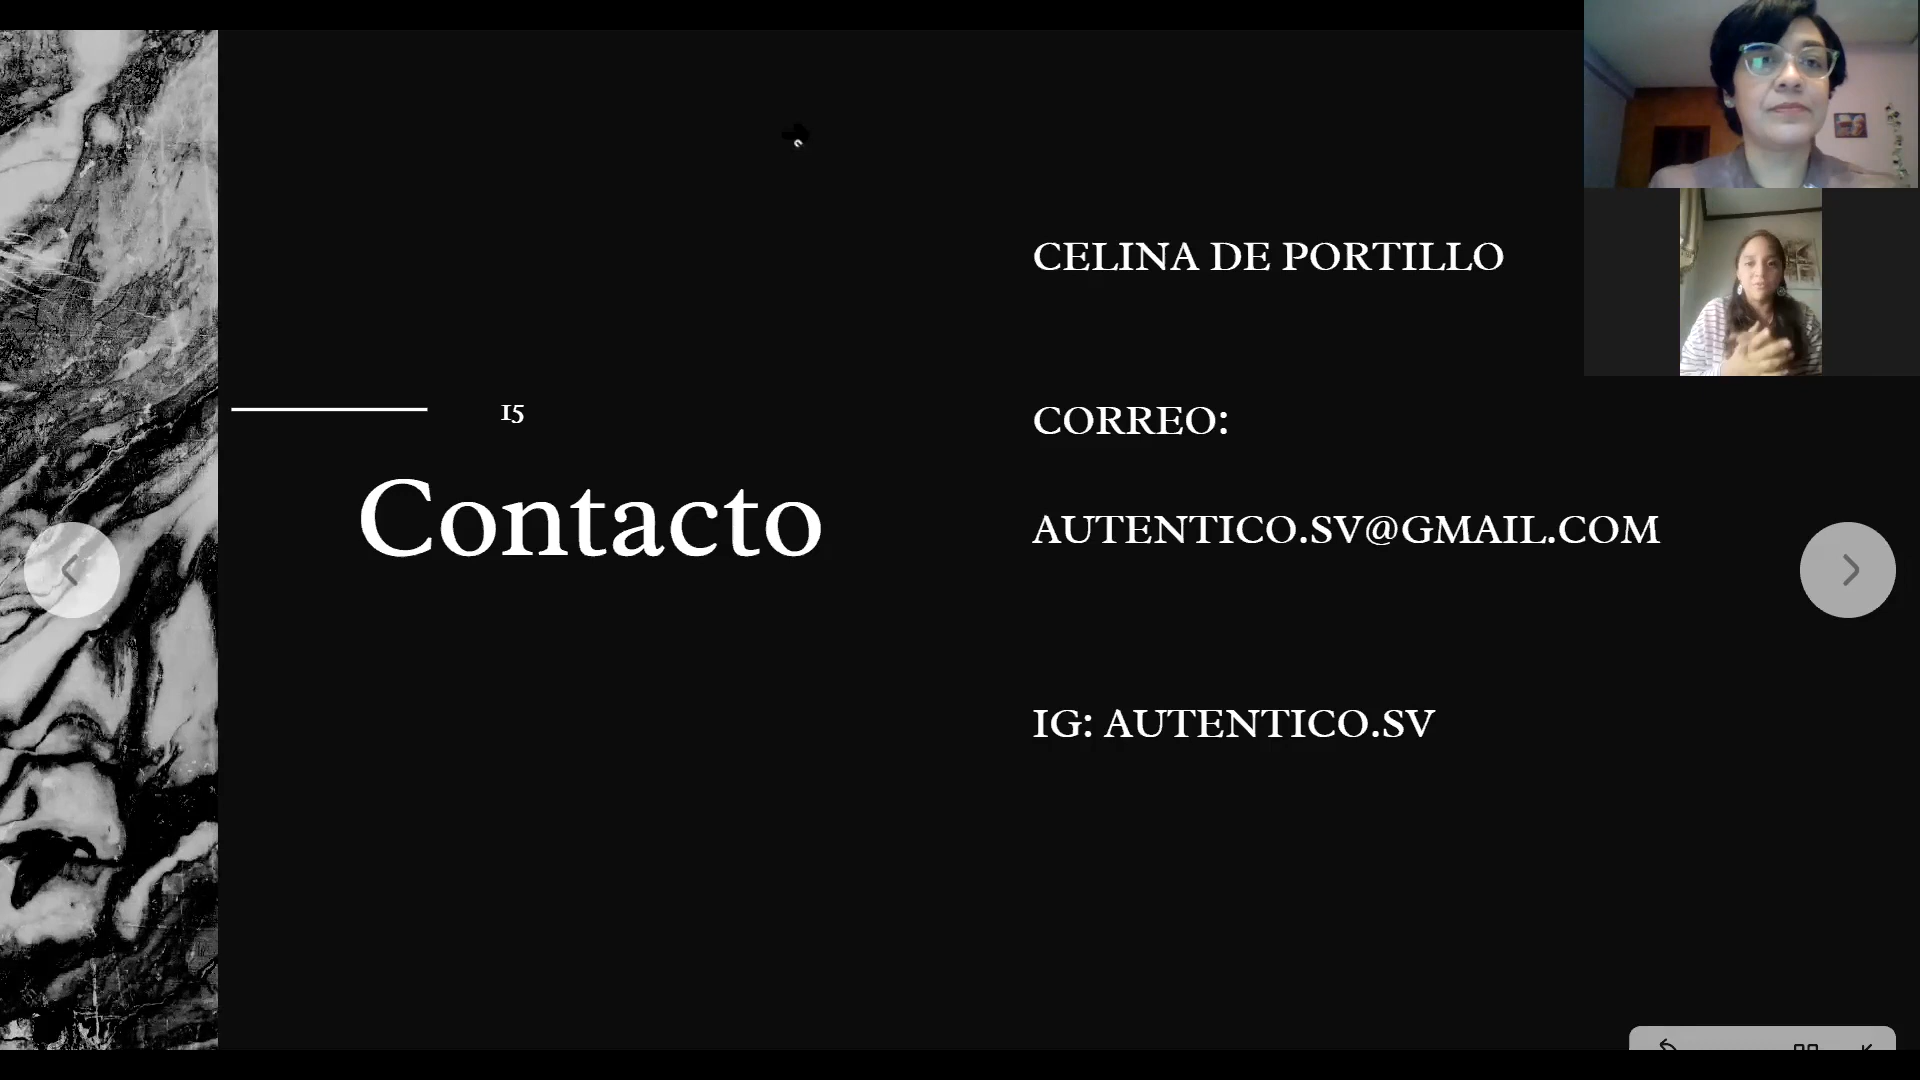 15
Contacto
CELINA DE PORTILLO
CORREO:
AUTENTICO.SV@GMAIL.COM
IG: AUTENTICO.SV